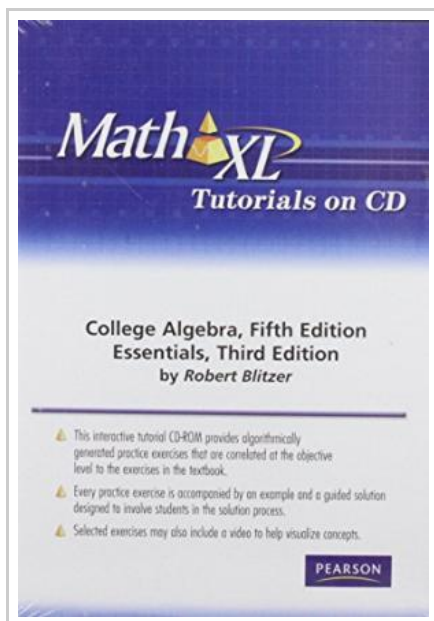 Math XL
Tutorials on CD
College Algebra, Fifth Edition
Essentials, Third Edition
by Robert Blitzer
This interactive tutorial CD-ROM provides algorithmically
generated practice exercises that are correlated at the objective
level to the exercises in the textbook.
Every practice exercise is accompanied by an example and a guided solution
designed to involve students in the solution process.
Selected exercises may also include a video to help visualize concepts.
PEARSON